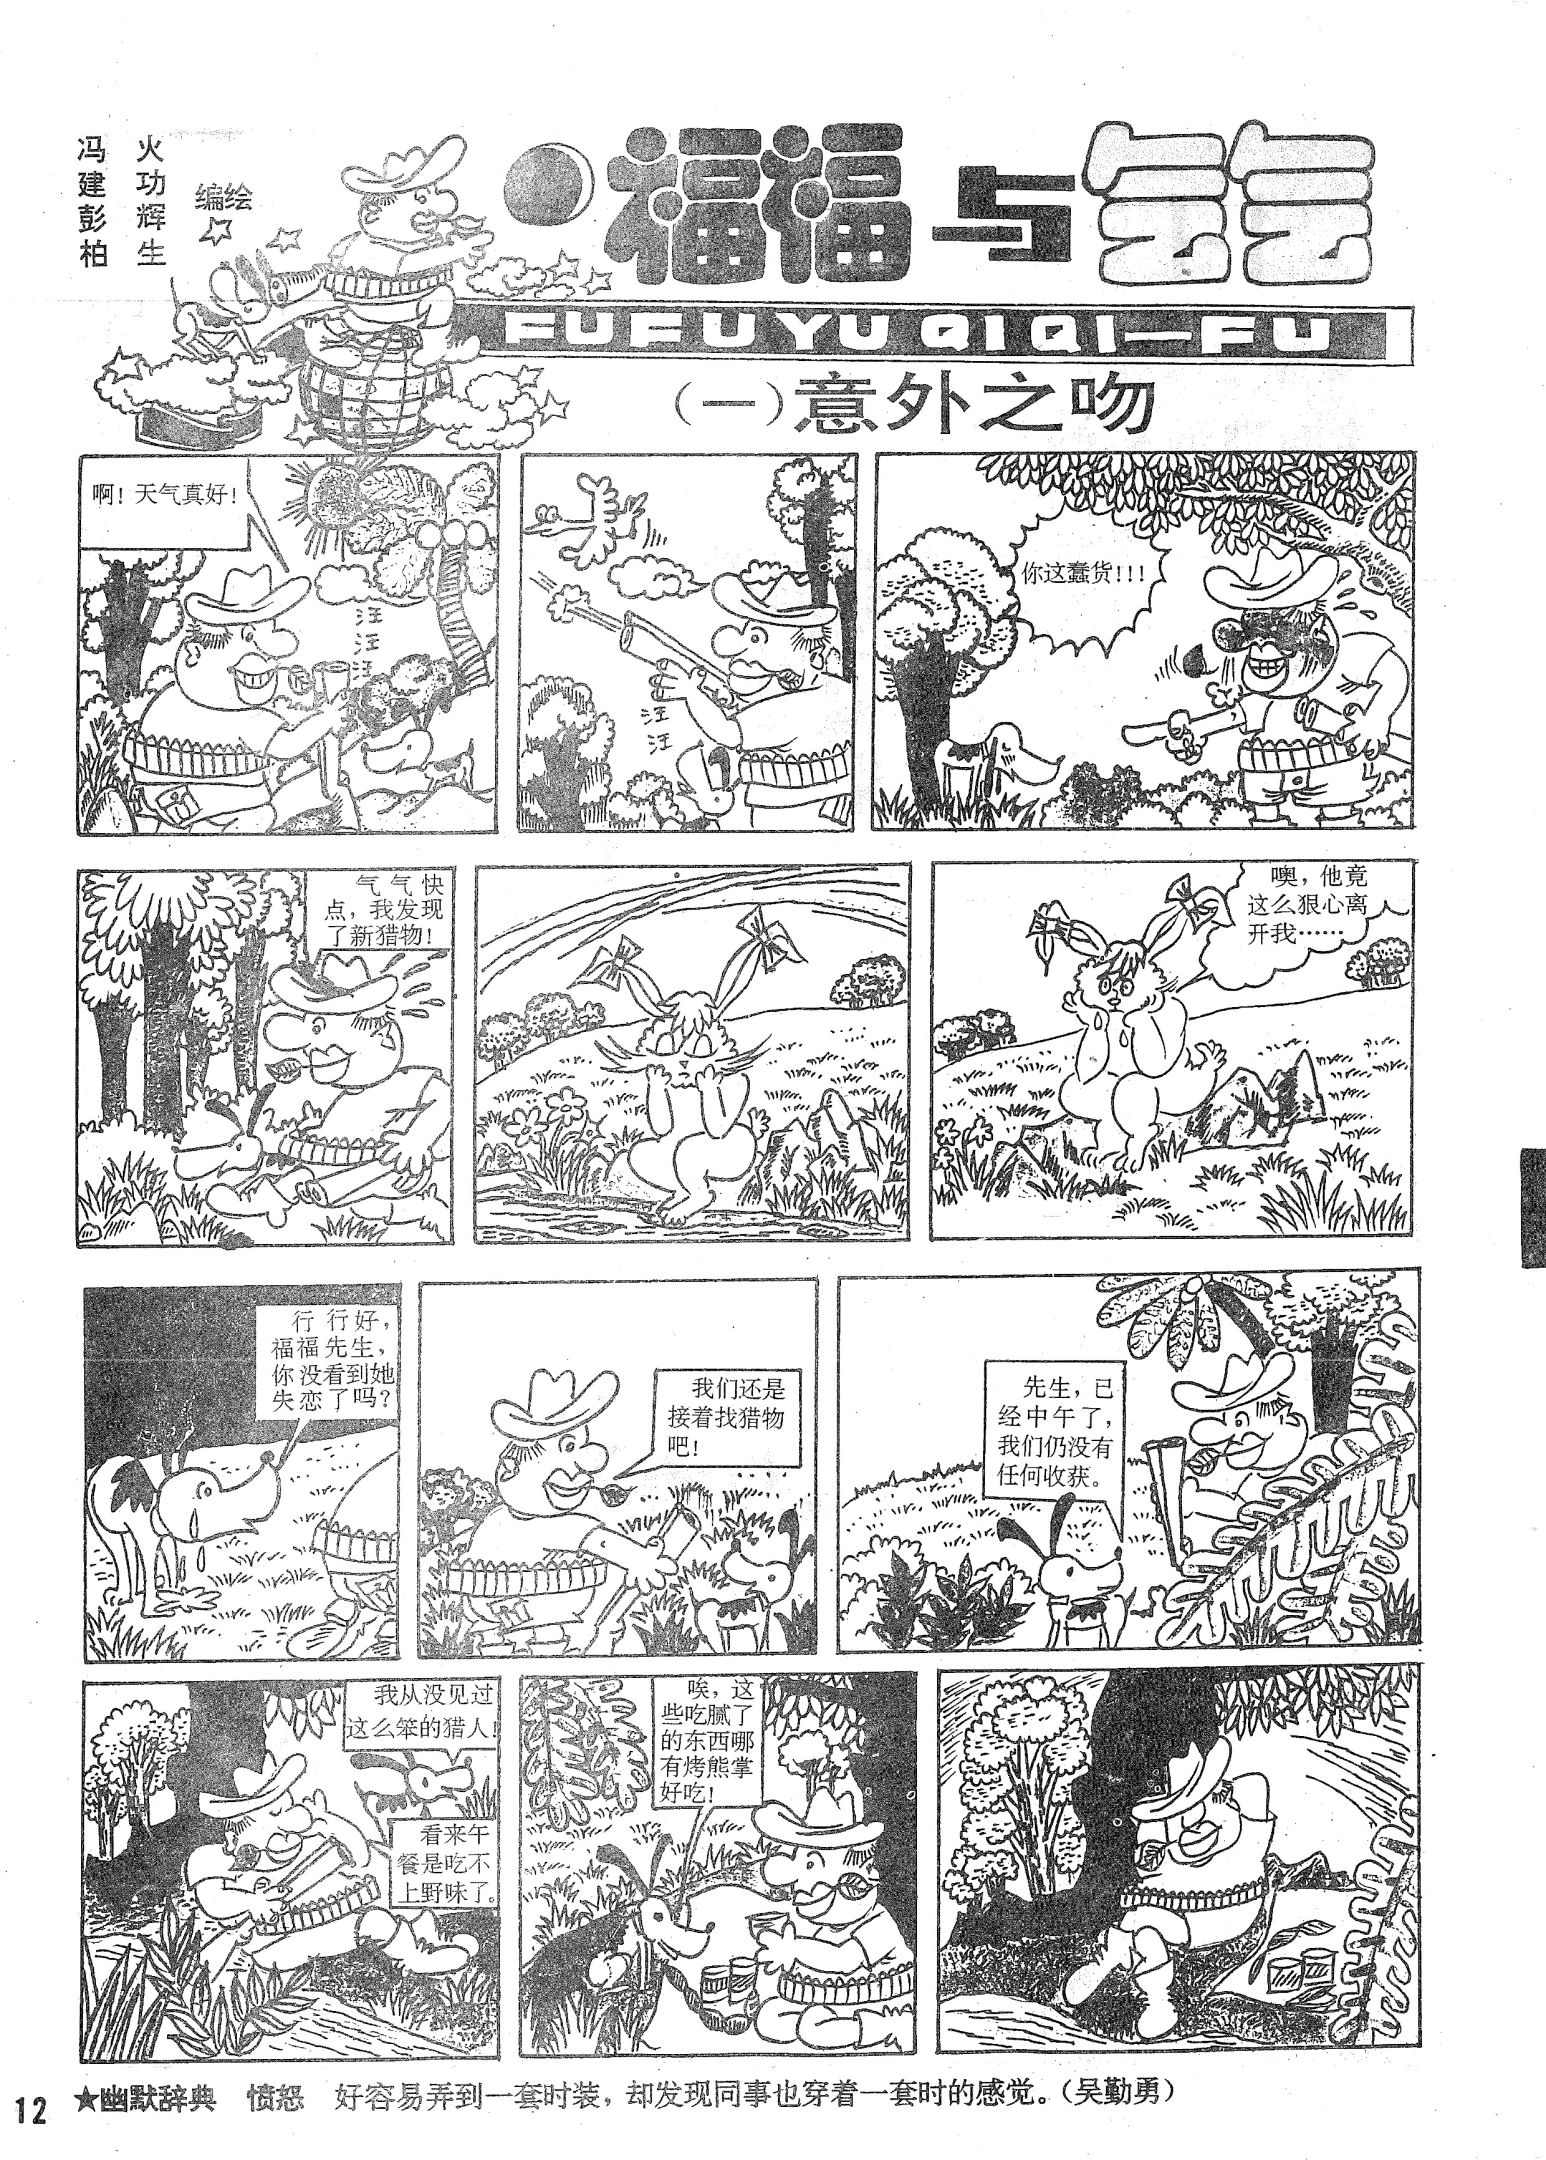 冯建彭柏
火功辉生
编绘
福福与气气
FUFU YU QIQI—FU
(一)意外之吻
啊！天气真好！
汪
汪
汪
汪
汪
你这蠢货!!!
气气快
点，我发现
了新猎物！
噢，他竟
这么狠心离
开我……
行行好，
福福先生，
你没看到她
失恋了吗？
我们还是
接着找猎物
吧！
先生，已
经中午了，
我们仍没有
任何收获。
我从没见过
这么笨的猎人！
看来午
餐是吃不
上野味了。
唉，这
些吃腻了
的东西哪
有烤熊掌
好吃！
★幽默辞典 愤怒 好容易弄到一套时装，却发现同事也穿着一套时的感觉。(吴勤勇)
12